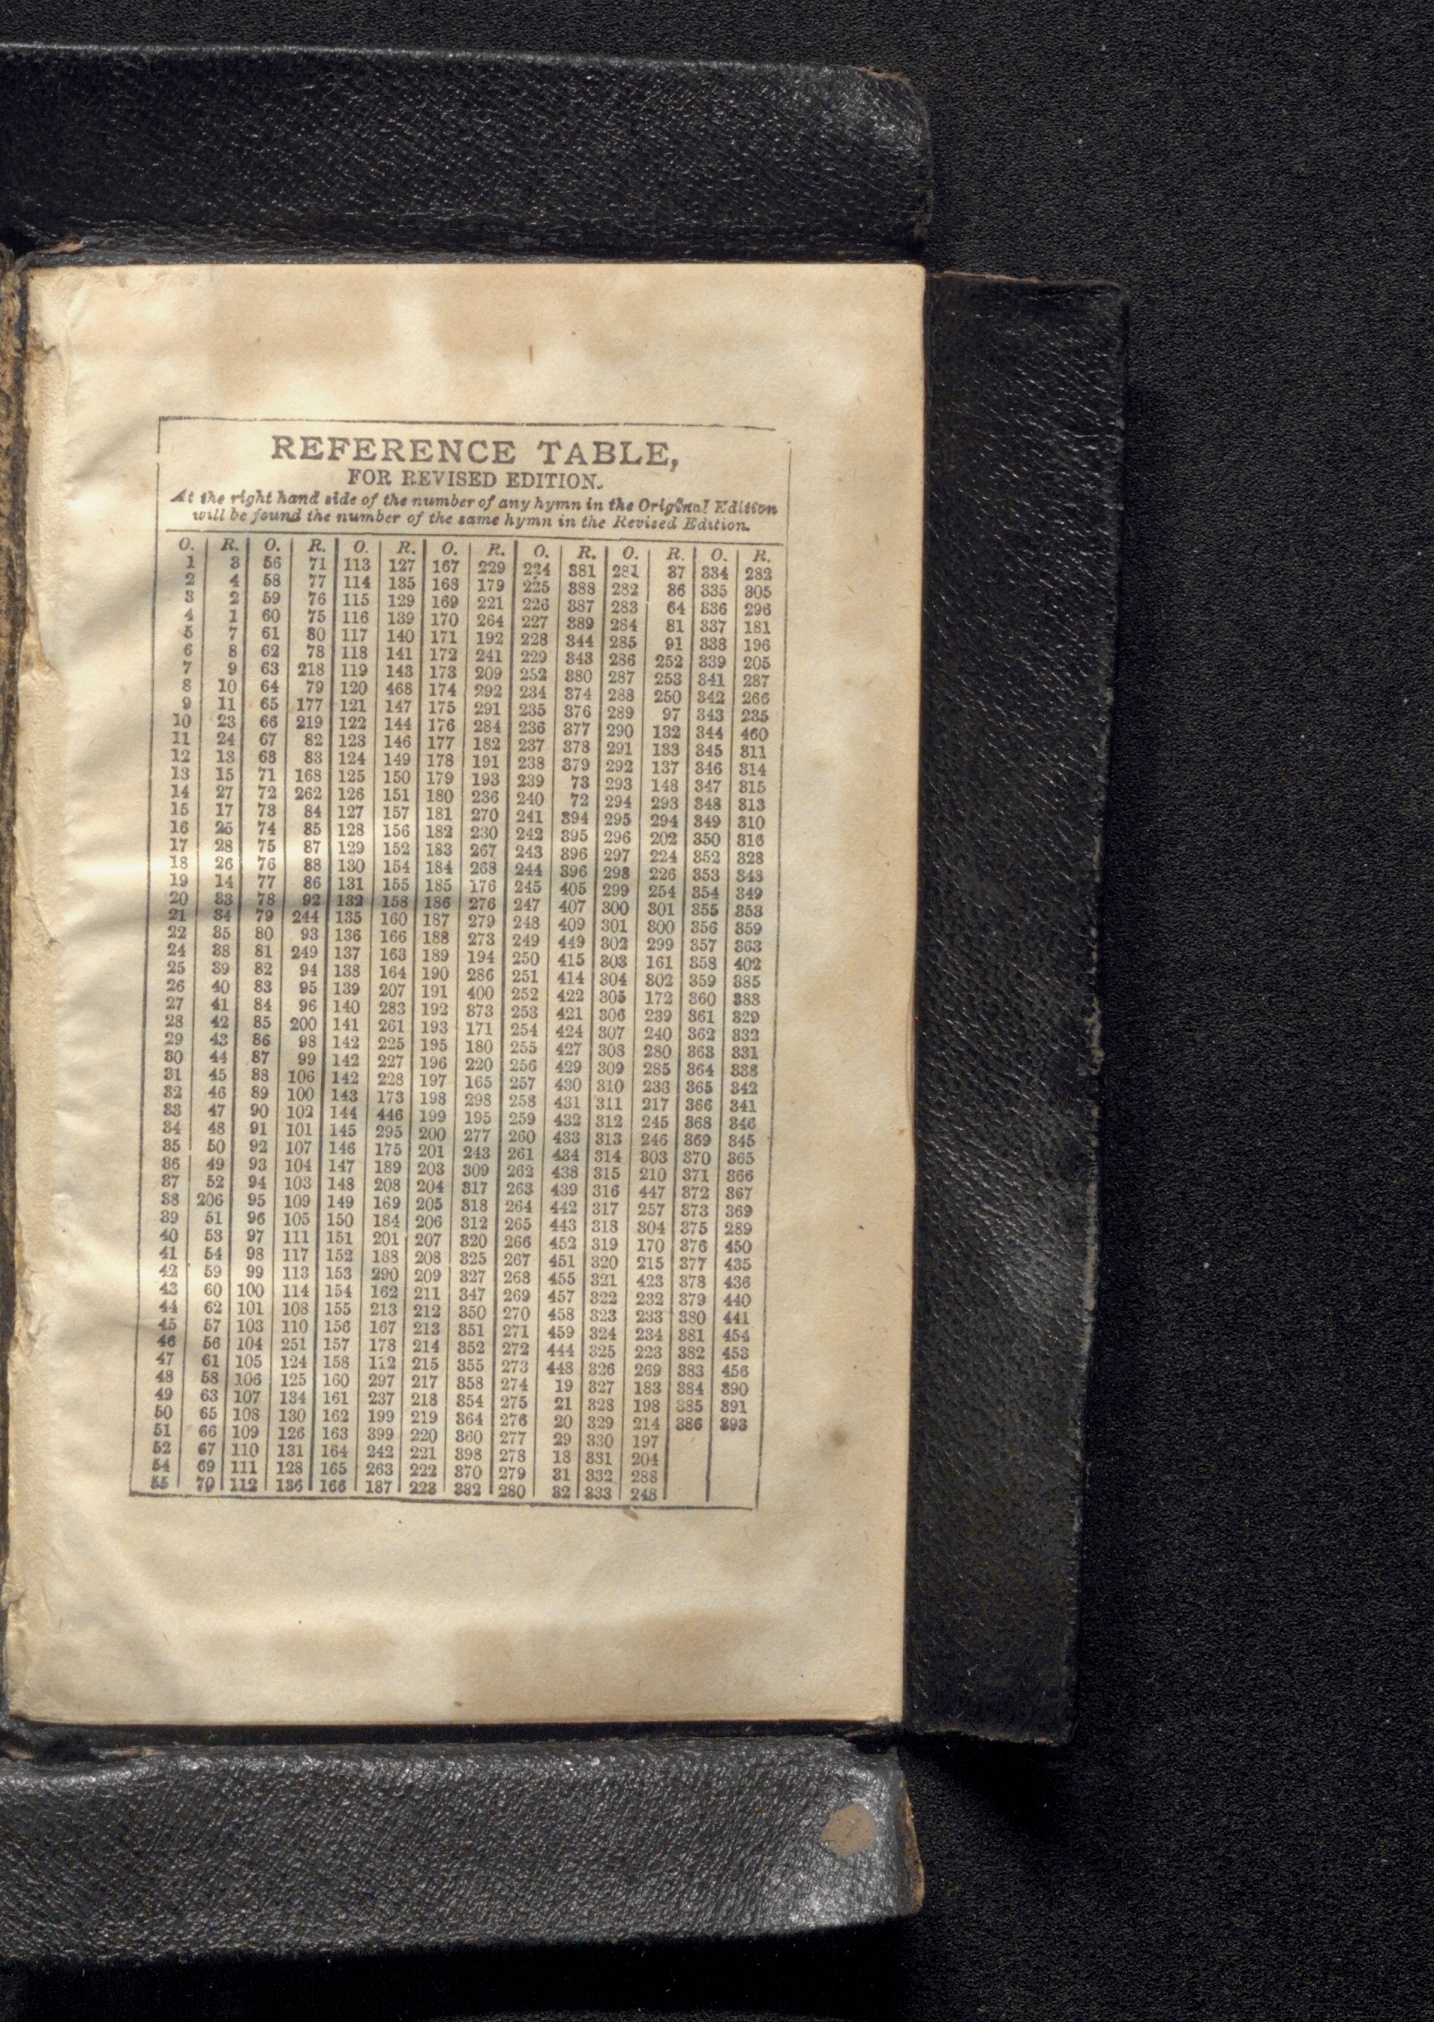 REFERENCE TABLE,
FOR REVISED EDITION.
At the right hand side of the number of any hymn in the Original Edition
will be found the number of the same hymn in the Revised Edition.
O. R. O. R. O. R. O. R. O. R. O. R. O. R.
1 3 56 71 113 127 167 229 224 381 281 37 334 283
2 4 58 77 114 135 168 179 225 388 282 36 335 305
3 2 59 76 115 129 169 221 226 387 283 64 336 296
4 1 60 75 116 139 170 264 227 389 284 81 337 181
5 7 61 80 117 140 171 192 228 344 285 91 338 196
6 8 62 78 118 141 172 241 229 343 286 252 339 205
7 9 63 218 119 143 173 209 252 380 287 253 341 287
8 10 64 79 120 468 174 292 234 374 288 250 342 266
9 11 65 177 121 147 175 291 235 376 289 97 343 235
10 23 66 219 122 144 176 284 236 377 290 132 344 460
11 24 67 82 123 146 177 182 237 378 291 133 345 311
12 13 68 83 124 149 178 191 238 379 292 137 346 314
13 15 71 168 125 150 179 193 239 73 293 148 347 315
14 27 72 262 126 151 180 236 240 72 294 293 348 313
15 17 73 84 127 157 181 270 241 394 295 294 349 310
16 25 74 85 128 156 182 230 242 395 296 202 350 316
17 28 75 87 129 152 183 267 243 396 297 224 352 328
18 26 76 88 130 154 184 268 244 396 298 226 353 348
19 14 77 86 131 155 185 176 245 405 299 254 354 349
20 33 78 92 132 158 186 276 247 407 300 301 355 353
21 34 79 244 135 160 187 279 248 409 301 300 356 359
22 35 80 93 136 166 188 273 249 449 302 299 357 363
24 38 81 249 137 163 189 194 250 415 303 161 358 402
25 39 82 94 138 164 190 286 251 414 304 302 359 385
26 40 83 95 139 207 191 400 252 422 305 172 360 388
27 41 84 96 140 283 192 373 253 421 306 239 361 329
28 42 85 200 141 261 193 171 254 424 307 240 362 332
29 43 86 98 142 225 195 180 255 427 308 280 363 331
30 44 87 99 142 227 196 220 256 429 309 285 364 338
31 45 88 106 142 228 197 165 257 430 310 236 365 342
32 46 89 100 143 173 198 298 258 431 311 217 366 341
33 47 90 102 144 446 199 195 259 432 312 245 368 346
34 48 91 101 145 295 200 277 260 433 313 246 369 345
35 50 92 107 146 175 201 243 261 434 314 303 370 365
36 49 93 104 147 189 203 309 262 438 315 210 371 366
37 52 94 103 148 208 204 317 263 439 316 447 372 367
38 206 95 109 149 169 205 318 264 442 317 257 373 369
39 51 96 105 150 184 206 312 265 443 318 304 375 289
40 53 97 111 151 201 207 320 266 452 319 170 376 450
41 54 98 117 152 188 208 325 267 451 320 215 377 435
42 59 99 113 153 290 209 327 268 455 321 423 378 436
43 60 100 114 154 162 211 347 269 457 322 232 379 440
44 62 101 108 155 213 212 350 270 458 323 233 380 441
45 57 103 110 156 167 213 351 271 459 324 234 381 454
46 56 104 251 157 178 214 352 272 444 325 223 382 453
47 61 105 124 158 112 215 355 273 448 326 269 383 456
48 58 106 125 160 297 217 358 274 19 327 183 384 390
49 63 107 134 161 237 218 354 275 21 328 198 385 391
50 65 108 130 162 199 219 364 276 20 329 214 386 393
51 66 109 126 163 399 220 360 277 29 330 197
52 67 110 131 164 242 221 398 278 18 331 204
54 69 111 128 165 263 222 370 279 31 332 288
55 70 112 136 166 187 223 382 280 32 333 248